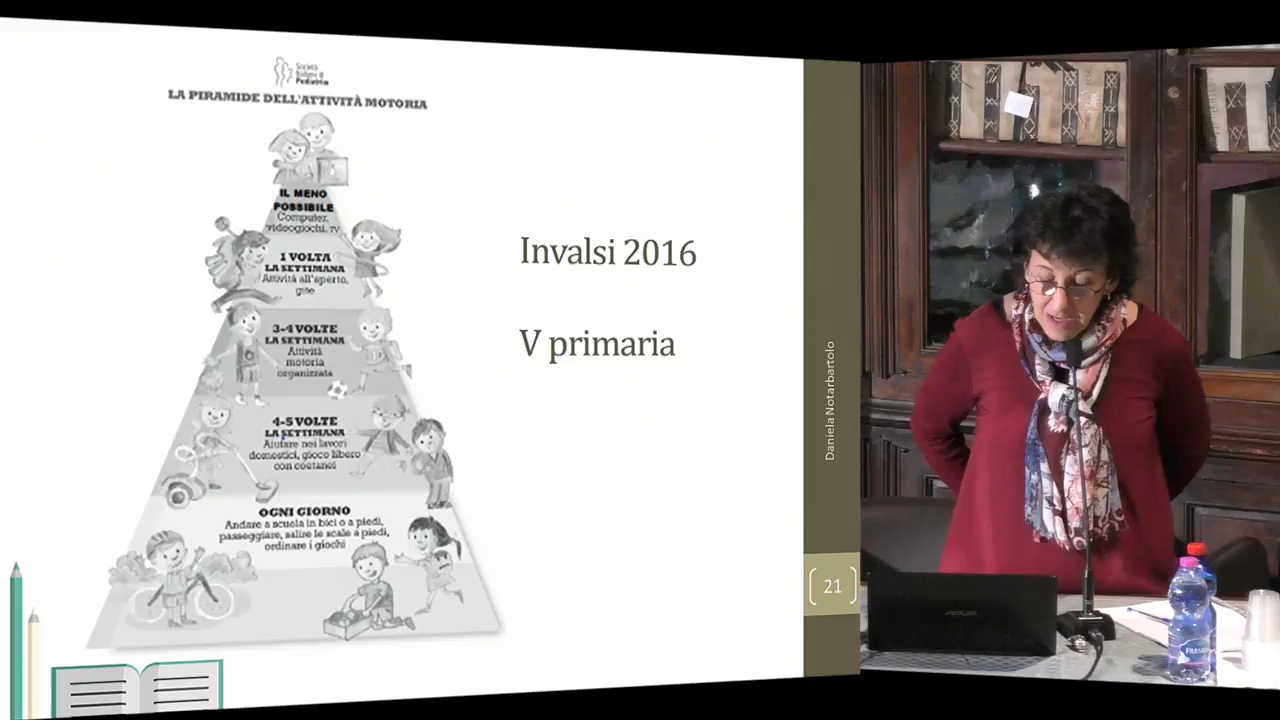 Società
Italiana di
Pediatria
LA PIRAMIDE DELL'ATTIVITÀ MOTORIA
IL MENO
POSSIBILE
Computer,
videogiochi, TV
1 VOLTA
LA SETTIMANA
Attività all'aperto,
gite
3-4 VOLTE
LA SETTIMANA
Attività
motoria
organizzata
4-5 VOLTE
LA SETTIMANA
Aiutare nei lavori
domestici, gioco libero
con coetanei
OGNI GIORNO
Andare a scuola in bici o a piedi,
passeggiare, salire le scale a piedi,
ordinare i giochi
Invalsi 2016
V primaria
Daniela Notarbartolo
21
ASUS